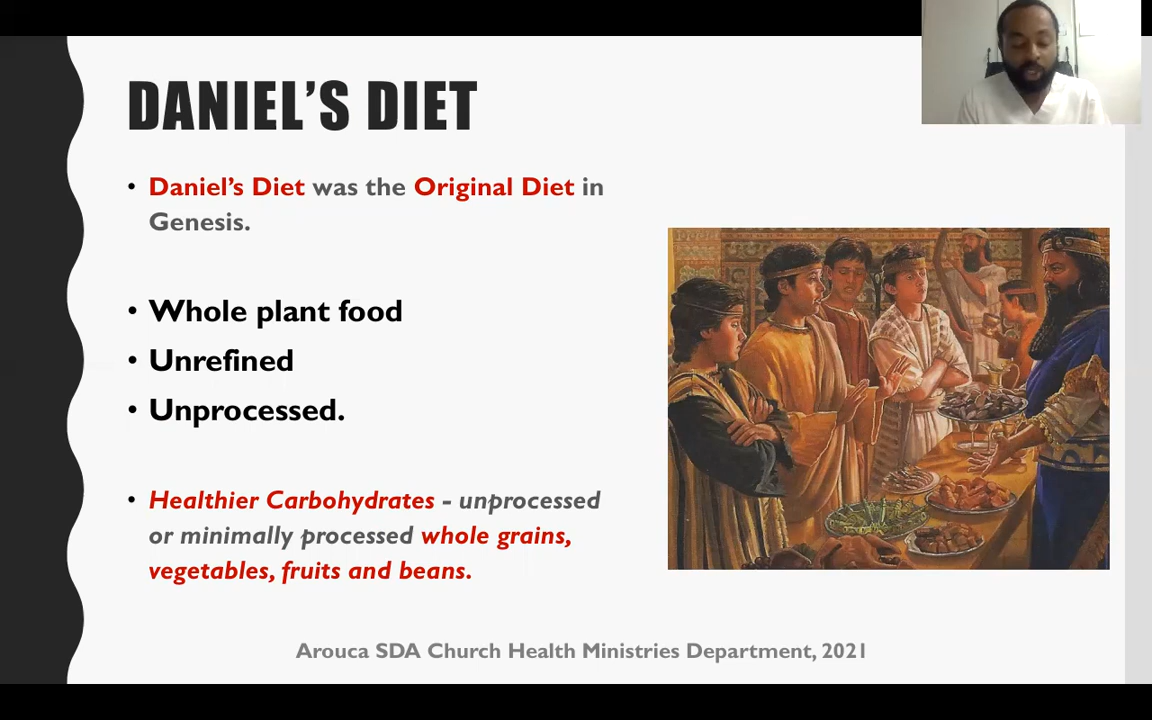 DANIEL'S DIET
• Daniel's Diet was the Original Diet in
Genesis.
• Whole plant food
• Unrefined
• Unprocessed.
• Healthier Carbohydrates - unprocessed
or minimally processed whole grains,
vegetables, fruits and beans.
Arouca SDA Church Health Ministries Department, 2021